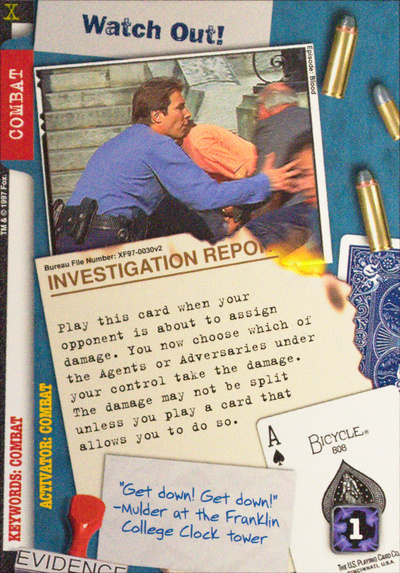 X
Watch Out!
COMBAT
Episode: Blood
TM & © 1997 Fox.
Bureau File Number: XF97-0030v2
INVESTIGATION REPO
Play this card when your
opponent is about to assign
damage. You now choose which of
the Agents or Adversaries under
your control take the damage.
The damage may not be split
unless you play a card that
allows you to do so.
KEYWORDS: COMBAT
ACTIVATOR: COMBAT
"Get down! Get down!"
-Mulder at the Franklin
College Clock tower
A
BICYCLE®
808
1
THE U.S. PLAYING CARD CO.
CINCINNATI, U.S.A.
EVIDENCE